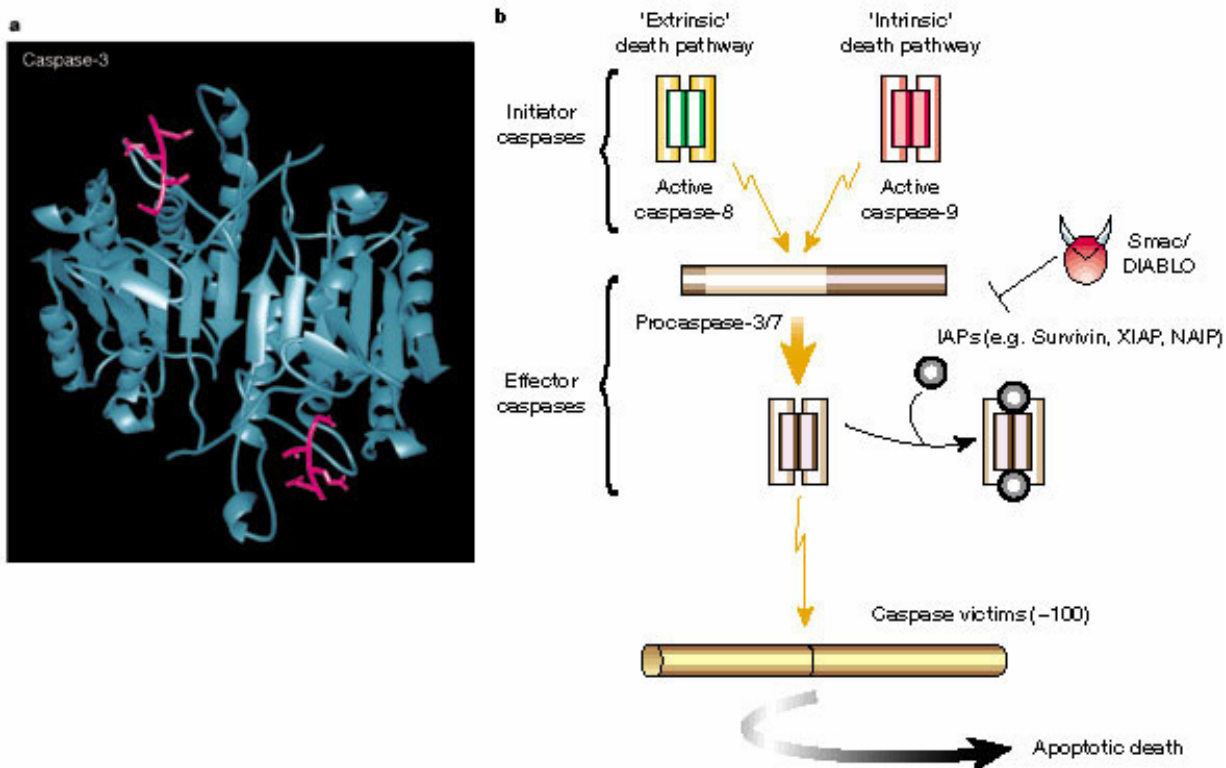 a
Caspase-3
b
'Extrinsic'
death pathway
'Intrinsic'
death pathway
Initiator
caspases
Active
caspase-8
Active
caspase-9
Smac/
DIABLO
Procaspase-3/7
IAPs (e.g. Survivin, XIAP, NAIP)
Effector
caspases
Caspase victims (~100)
Apoptotic death